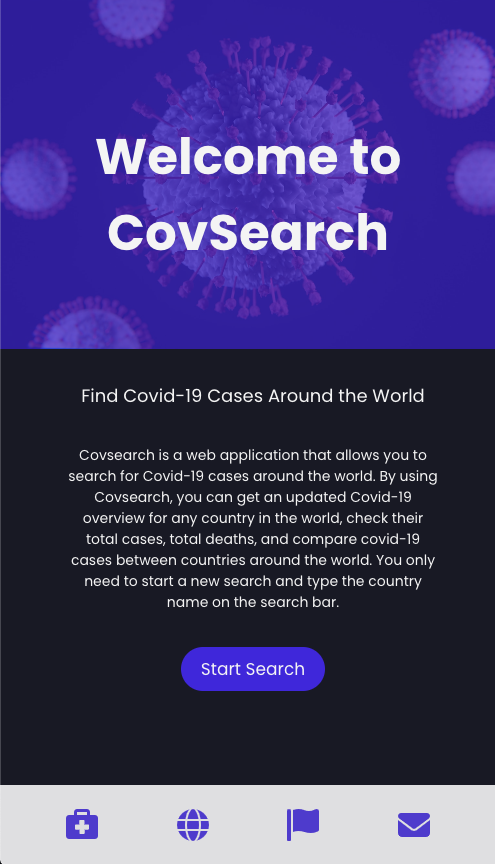 Welcome to
CovSearch
Find Covid-19 Cases Around the World
Covsearch is a web application that allows you to
search for Covid-19 cases around the world. By using
Covsearch, you can get an updated Covid-19
overview for any country in the world, check their
total cases, total deaths, and compare covid-19
cases between countries around the world. You only
need to start a new search and type the country
name on the search bar.
Start Search